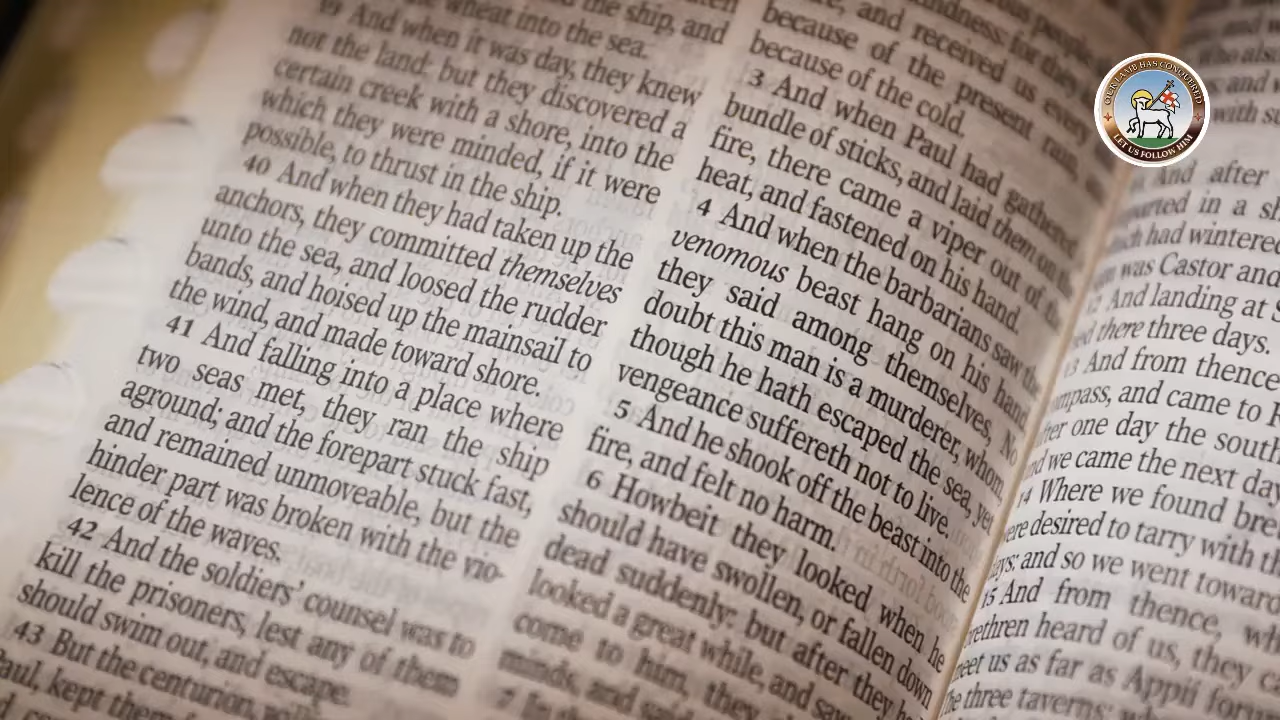 the ship, and
wheat into the sea.
And when it was day, they knew
not the land: but they discovered a
certain creek with a shore, into the
which they were minded, if it were
possible, to thrust in the ship.
40 And when they had taken up the
anchors, they committed themselves
unto the sea, and loosed the rudder
bands, and hoised up the mainsail to
the wind, and made toward shore.
41 And falling into a place where
two seas met, they ran the ship
aground; and the forepart stuck fast,
and remained unmoveable, but the
hinder part was broken with the vio-
lence of the waves.
42 And the soldiers' counsel was to
kill the prisoners, lest any of them
should swim out, and escape.
43 But the centurion,
Paul, kept them
kindness: for they
and received us every
because of the present rain,
because of the cold.
3 And when Paul had gathered
bundle of sticks, and laid them on
fire, there came a viper out of
heat, and fastened on his hand.
4 And when the barbarians saw the
venomous beast hang on his hand,
they said among themselves, No
doubt this man is a murderer, whom,
though he hath escaped the sea, yet
vengeance suffereth not to live.
5 And he shook off the beast into the
fire, and felt no harm.
6 Howbeit they looked when he
should have swollen, or fallen down
dead suddenly: but after they
looked a great while, and saw
come to him, they
minds, and said
7 In
And after
in a
had wintered
was Castor and
12 And landing at
there three days.
13 And from thence
and came to
after one day the south
we came the next day
14 Where we found
desired to tarry with
days: and so we went toward
15 And from thence,
heard of us, they
meet us as far as Appii forum
The three taverns:
OUR LAMB HAS CONQUERED
LET US FOLLOW HIM